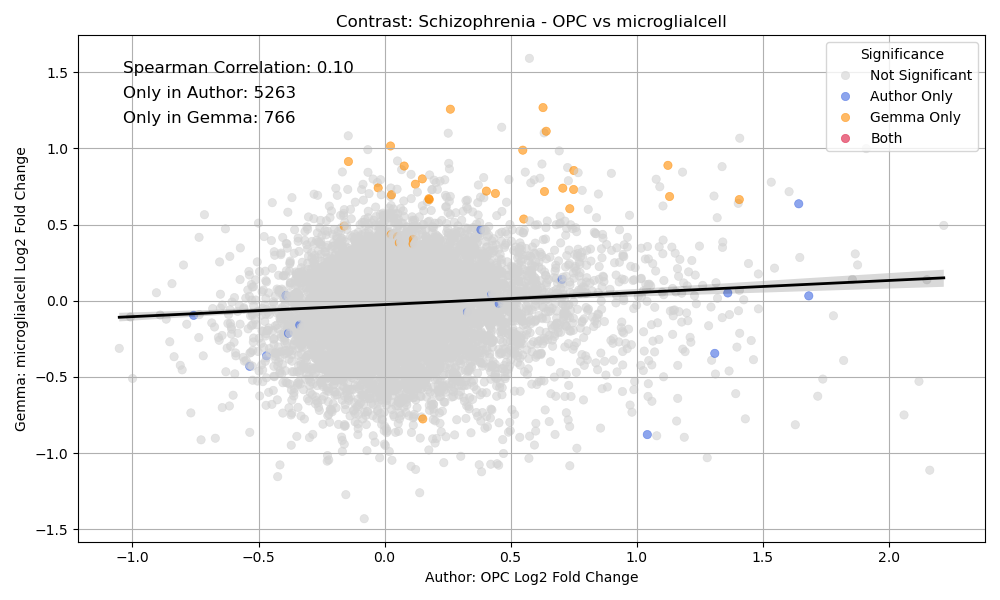 Contrast: Schizophrenia - OPC vs microglialcell
Spearman Correlation: 0.10
Only in Author: 5263
Only in Gemma: 766
Significance
Not Significant
Author Only
Gemma Only
Both
Gemma: microglialcell Log2 Fold Change
1.5
1.0
0.5
0.0
−0.5
−1.0
−1.5
−1.0
−0.5
0.0
0.5
1.0
1.5
2.0
Author: OPC Log2 Fold Change